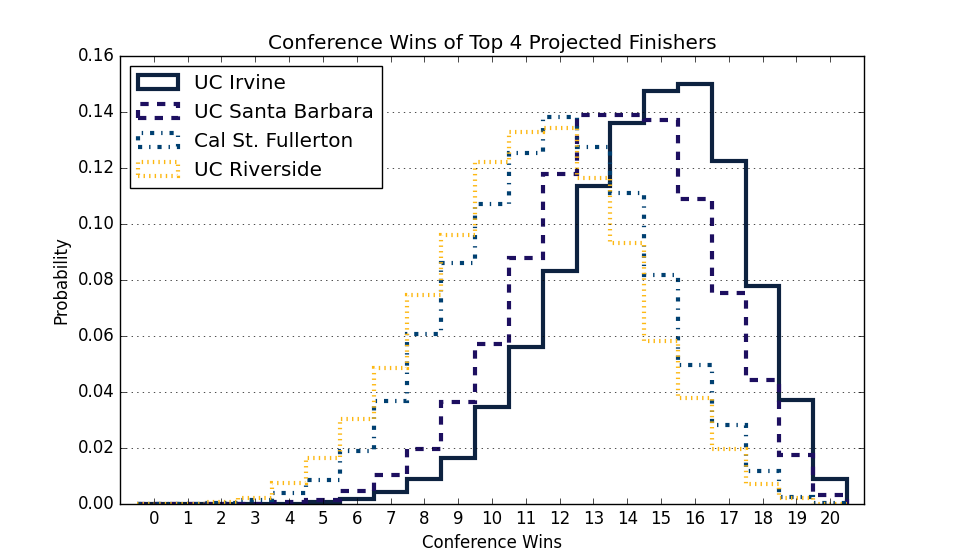 Conference Wins of Top 4 Projected Finishers
UC Irvine
UC Santa Barbara
Cal St. Fullerton
UC Riverside
Probability
0.16
0.14
0.12
0.10
0.08
0.06
0.04
0.02
0.00
0 1 2 3 4 5 6 7 8 9 10 11 12 13 14 15 16 17 18 19 20
Conference Wins